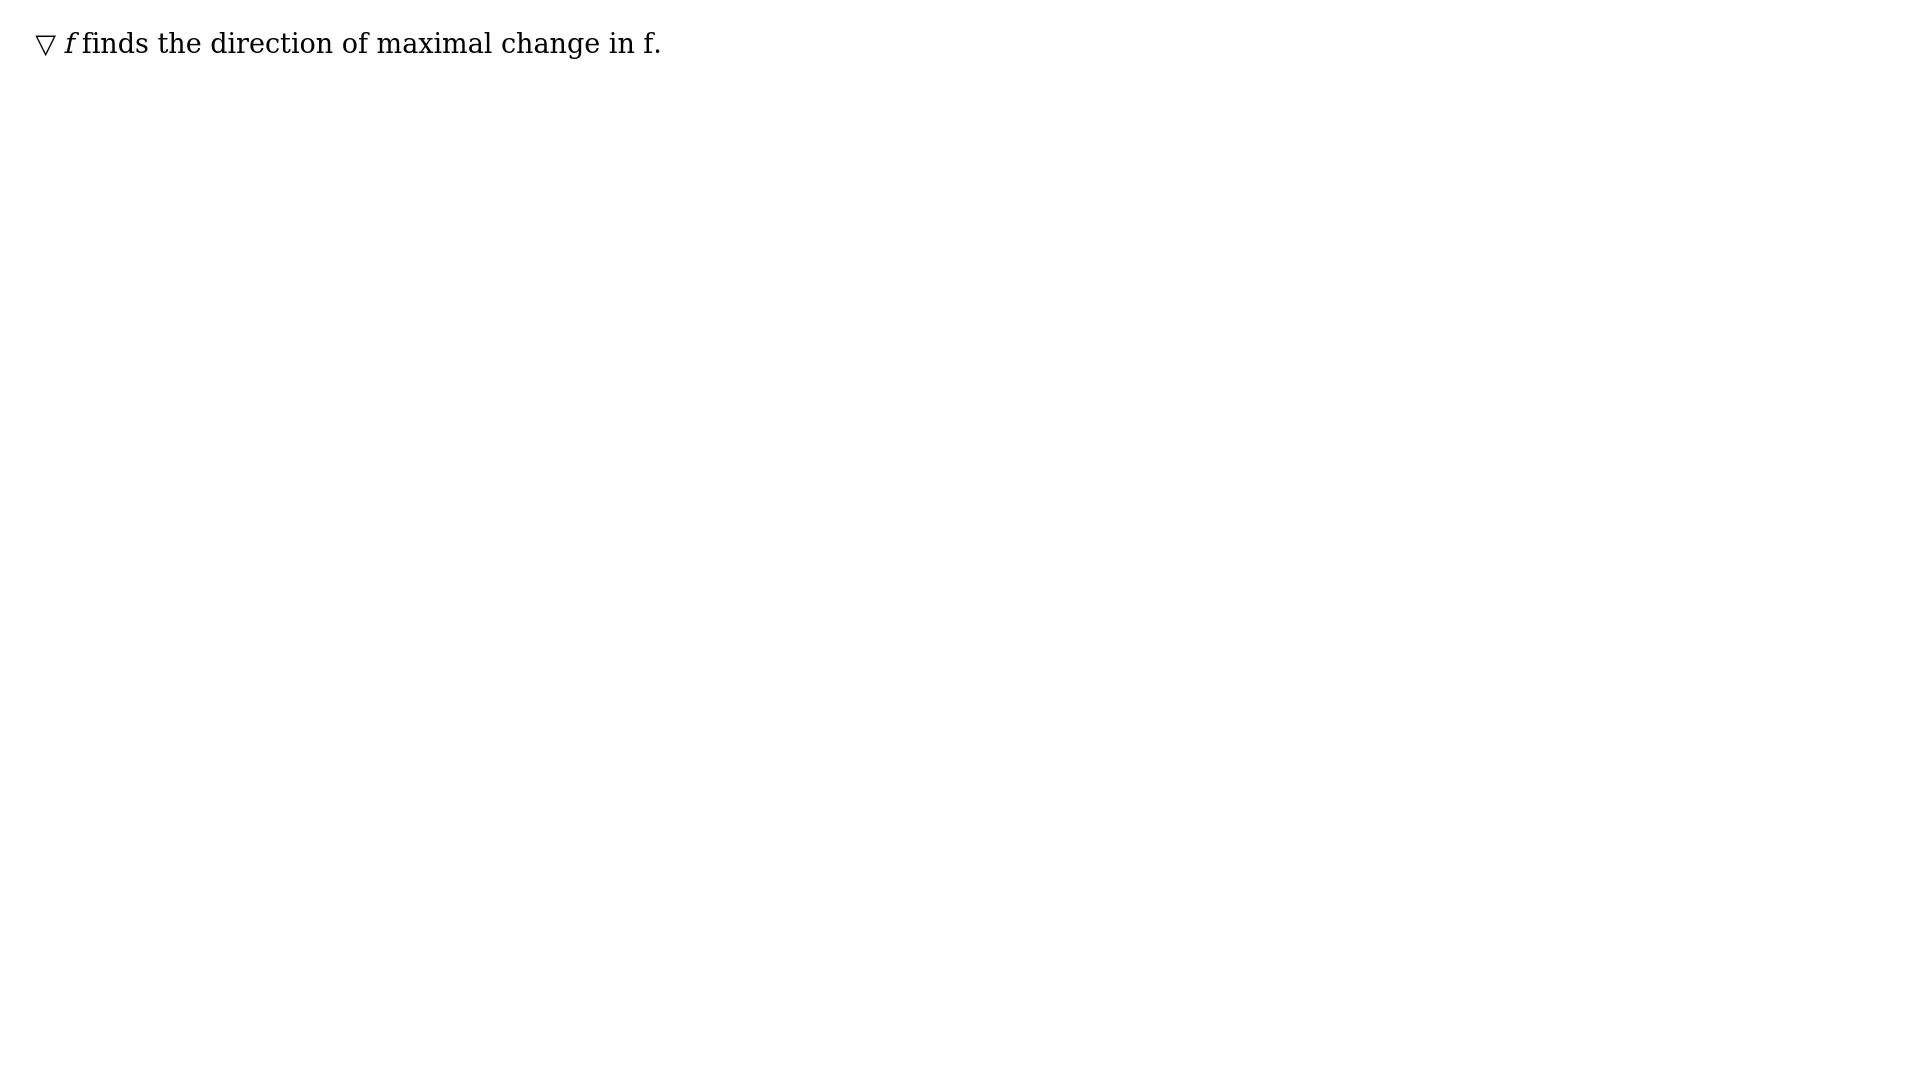 ▽ f finds the direction of maximal change in f.